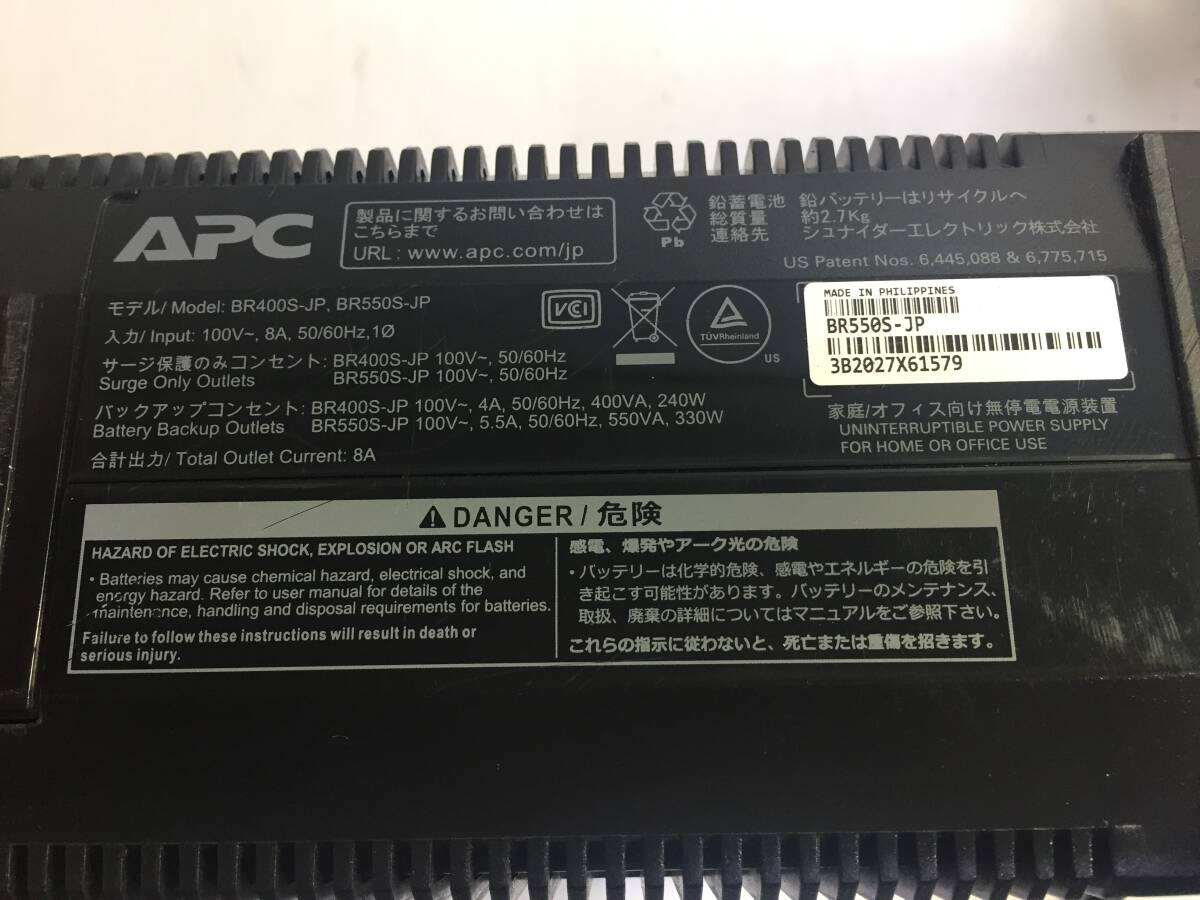 APC
製品に関するお問い合わせは
こちらまで
URL : www.apc.com/jp
Pb
鉛蓄電池 鉛バッテリーはリサイクルへ
総質量 約2.7Kg
連絡先 シュナイダーエレクトリック株式会社
US Patent Nos. 6,445,088 & 6,775,715
モデル/ Model: BR400S-JP, BR550S-JP
入力/ Input: 100V~, 8A, 50/60Hz,1Ø
サージ保護のみコンセント: BR400S-JP 100V~, 50/60Hz
Surge Only Outlets BR550S-JP 100V~, 50/60Hz
バックアップコンセント: BR400S-JP 100V~, 4A, 50/60Hz, 400VA, 240W
Battery Backup Outlets BR550S-JP 100V~, 5.5A, 50/60Hz, 550VA, 330W
合計出力/ Total Outlet Current: 8A
VCCI
TÜVRheinland
US
MADE IN PHILIPPINES
BR550S-JP
3B2027X61579
家庭/オフィス向け無停電電源装置
UNINTERRUPTIBLE POWER SUPPLY
FOR HOME OR OFFICE USE
DANGER / 危険
HAZARD OF ELECTRIC SHOCK, EXPLOSION OR ARC FLASH
• Batteries may cause chemical hazard, electrical shock, and
energy hazard. Refer to user manual for details of the
maintenance, handling and disposal requirements for batteries.
Failure to follow these instructions will result in death or
serious injury.
感電、爆発やアーク光の危険
・バッテリーは化学的危険、感電やエネルギーの危険を引
き起こす可能性があります。バッテリーのメンテナンス、
取扱、廃棄の詳細についてはマニュアルをご参照下さい。
これらの指示に従わないと、死亡または重傷を招きます。